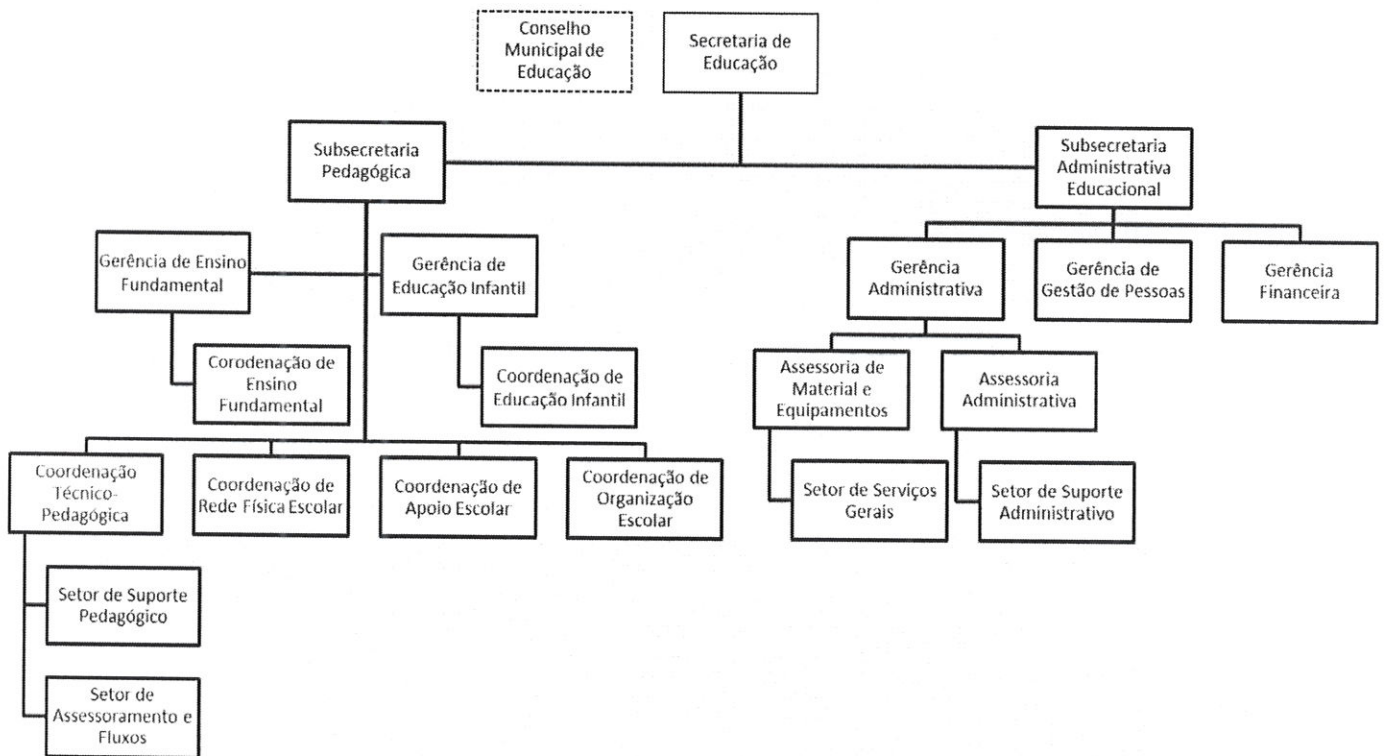 Conselho
Municipal de
Educação
Secretaria de
Educação
Subsecretaria
Pedagógica
Subsecretaria
Administrativa
Educacional
Gerência de Ensino
Fundamental
Gerência de
Educação Infantil
Gerência
Administrativa
Gerência de
Gestão de Pessoas
Gerência
Financeira
Corodenação de
Ensino
Fundamental
Coordenação de
Educação Infantil
Assessoria de
Material e
Equipamentos
Assessoria
Administrativa
Coordenação
Técnico-
Pedagógica
Coordenação de
Rede Física Escolar
Coordenação de
Apoio Escolar
Coordenação de
Organização
Escolar
Setor de Serviços
Gerais
Setor de Suporte
Administrativo
Setor de Suporte
Pedagógico
Setor de
Assessoramento e
Fluxos